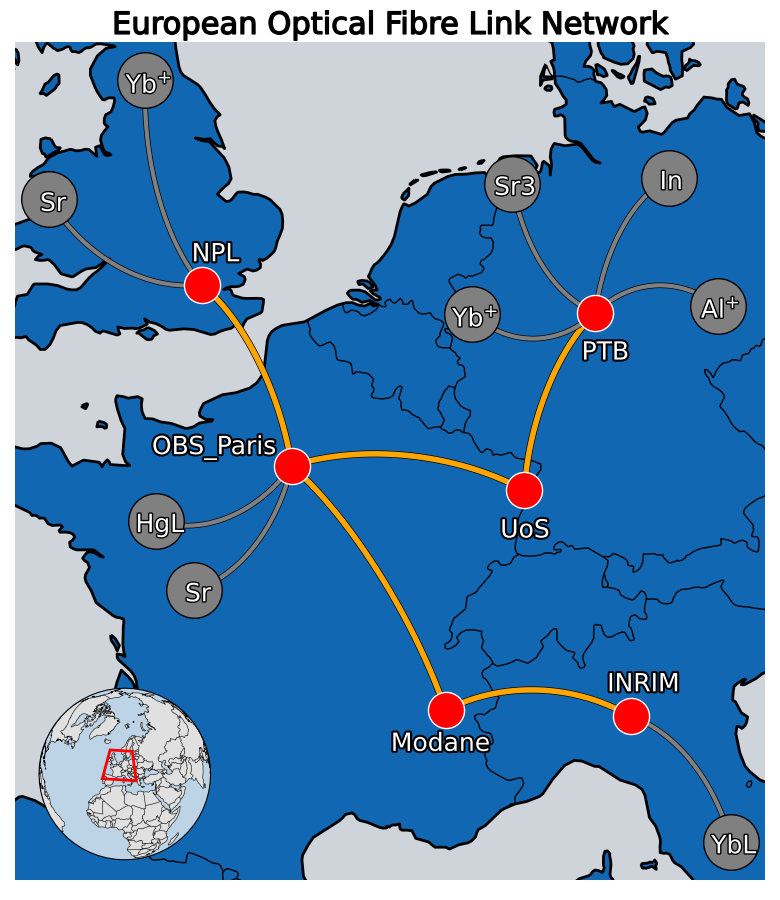 European Optical Fibre Link Network
Yb⁺
Sr3
In
Sr
NPL
Al⁺
Yb⁺
PTB
OBS_Paris
HgL
UoS
Sr
INRIM
Modane
YbL